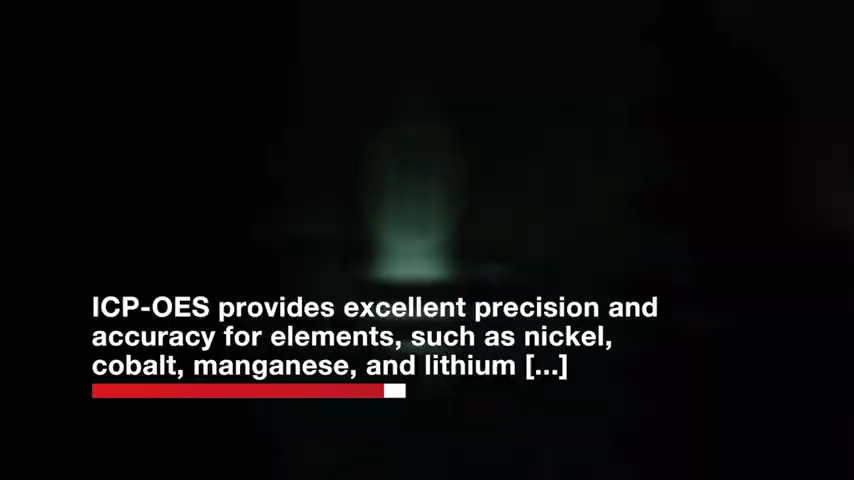 ICP-OES provides excellent precision and
accuracy for elements, such as nickel,
cobalt, manganese, and lithium [...]